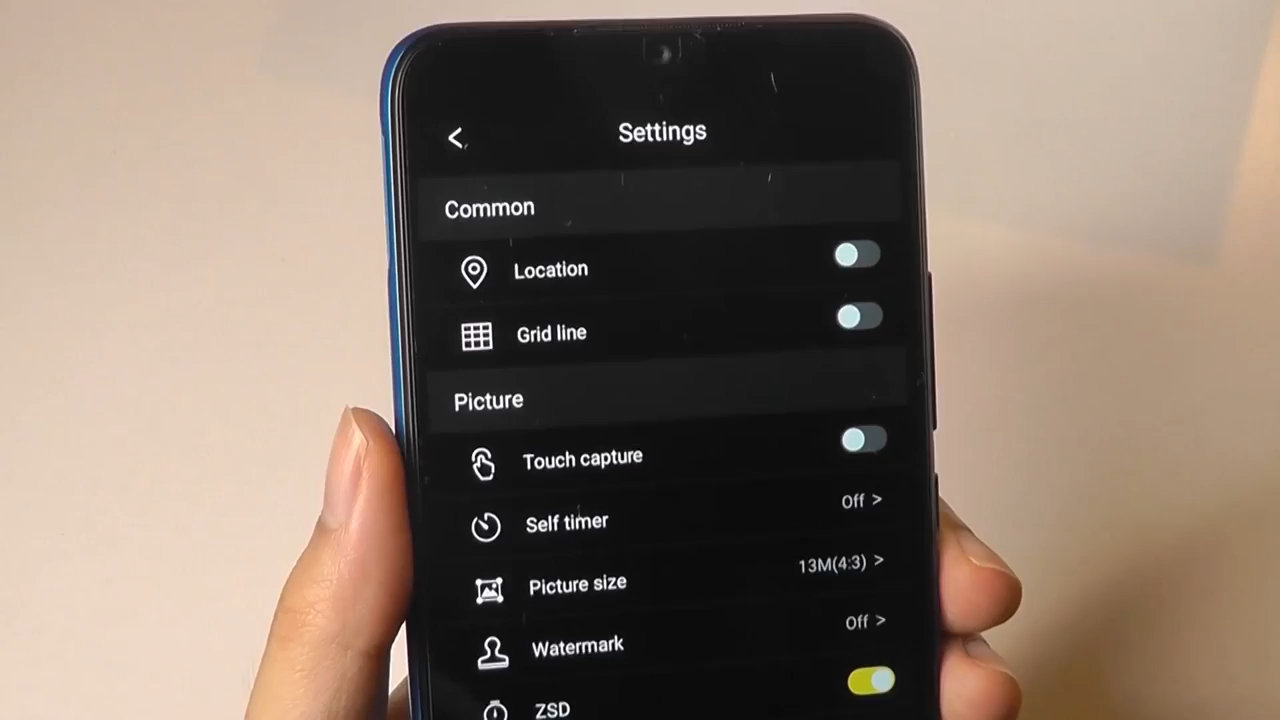 < Settings
Common
Location
Grid line
Picture
Touch capture
Self timer Off >
Picture size 13M(4:3) >
Watermark Off >
ZSD